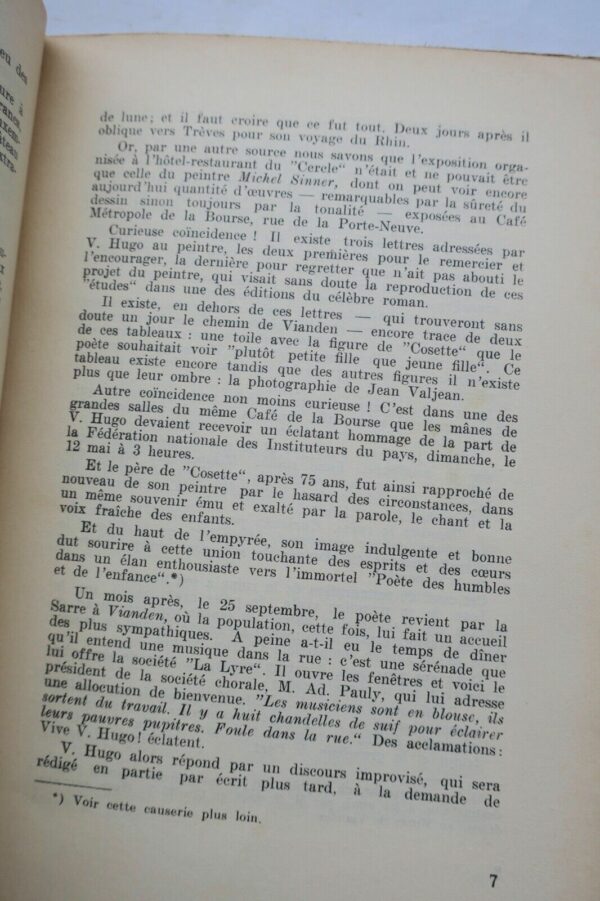 eu des
ure à
ranes,
uxem-
âteau
xtra-
de lune; et il faut croire que ce fut tout. Deux jours après il
oblique vers Trèves pour son voyage du Rhin.
Or, par une autre source nous savons que l'exposition orga-
nisée à l'hôtel-restaurant du "Cercle" n'était et ne pouvait être
que celle du peintre Michel Sinner, dont on peut voir encore
aujourd'hui quantité d'œuvres — remarquables par la sûreté du
dessin sinon toujours par la tonalité — exposées au Café
Métropole de la Bourse, rue de la Porte-Neuve.
Curieuse coïncidence ! Il existe trois lettres adressées par
V. Hugo au peintre, les deux premières pour le remercier et
l'encourager, la dernière pour regretter que n'ait pas abouti le
projet du peintre, qui visait sans doute la reproduction de ces
"études" dans une des éditions du célèbre roman.
Il existe, en dehors de ces lettres — qui trouveront sans
doute un jour le chemin de Vianden — encore trace de deux
de ces tableaux : une toile avec la figure de "Cosette" que le
poète souhaitait voir "plutôt petite fille que jeune fille". Ce
tableau existe encore tandis que des autres figures il n'existe
plus que leur ombre : la photographie de Jean Valjean.
Autre coïncidence non moins curieuse ! C'est dans une des
grandes salles du même Café de la Bourse que les mânes de
V. Hugo devaient recevoir un éclatant hommage de la part de
la Fédération nationale des Instituteurs du pays, dimanche, le
12 mai à 3 heures.
Et le père de "Cosette", après 75 ans, fut ainsi rapproché de
nouveau de son peintre par le hasard des circonstances, dans
un même souvenir ému et exalté par la parole, le chant et la
voix fraîche des enfants.
Et du haut de l'empyrée, son image indulgente et bonne
dut sourire à cette union touchante des esprits et des cœurs
dans un élan enthousiaste vers l'immortel "Poète des humbles
et de l'enfance".*)
Un mois après, le 25 septembre, le poète revient par la
Sarre à Vianden, où la population, cette fois, lui fait un accueil
des plus sympathiques. A peine a-t-il eu le temps de dîner
qu'il entend une musique dans la rue : c'est une sérénade que
lui offre la société "La Lyre". Il ouvre les fenêtres et voici le
président de la société chorale, M. Ad. Pauly, qui lui adresse
une allocution de bienvenue. "Les musiciens sont en blouse, ils
sortent du travail. Il y a huit chandelles de suif pour éclairer
leurs pauvres pupitres. Foule dans la rue." Des acclamations :
Vive V. Hugo ! éclatent.
V. Hugo alors répond par un discours improvisé, qui sera
rédigé en partie par écrit plus tard, à la demande de
*) Voir cette causerie plus loin.
7